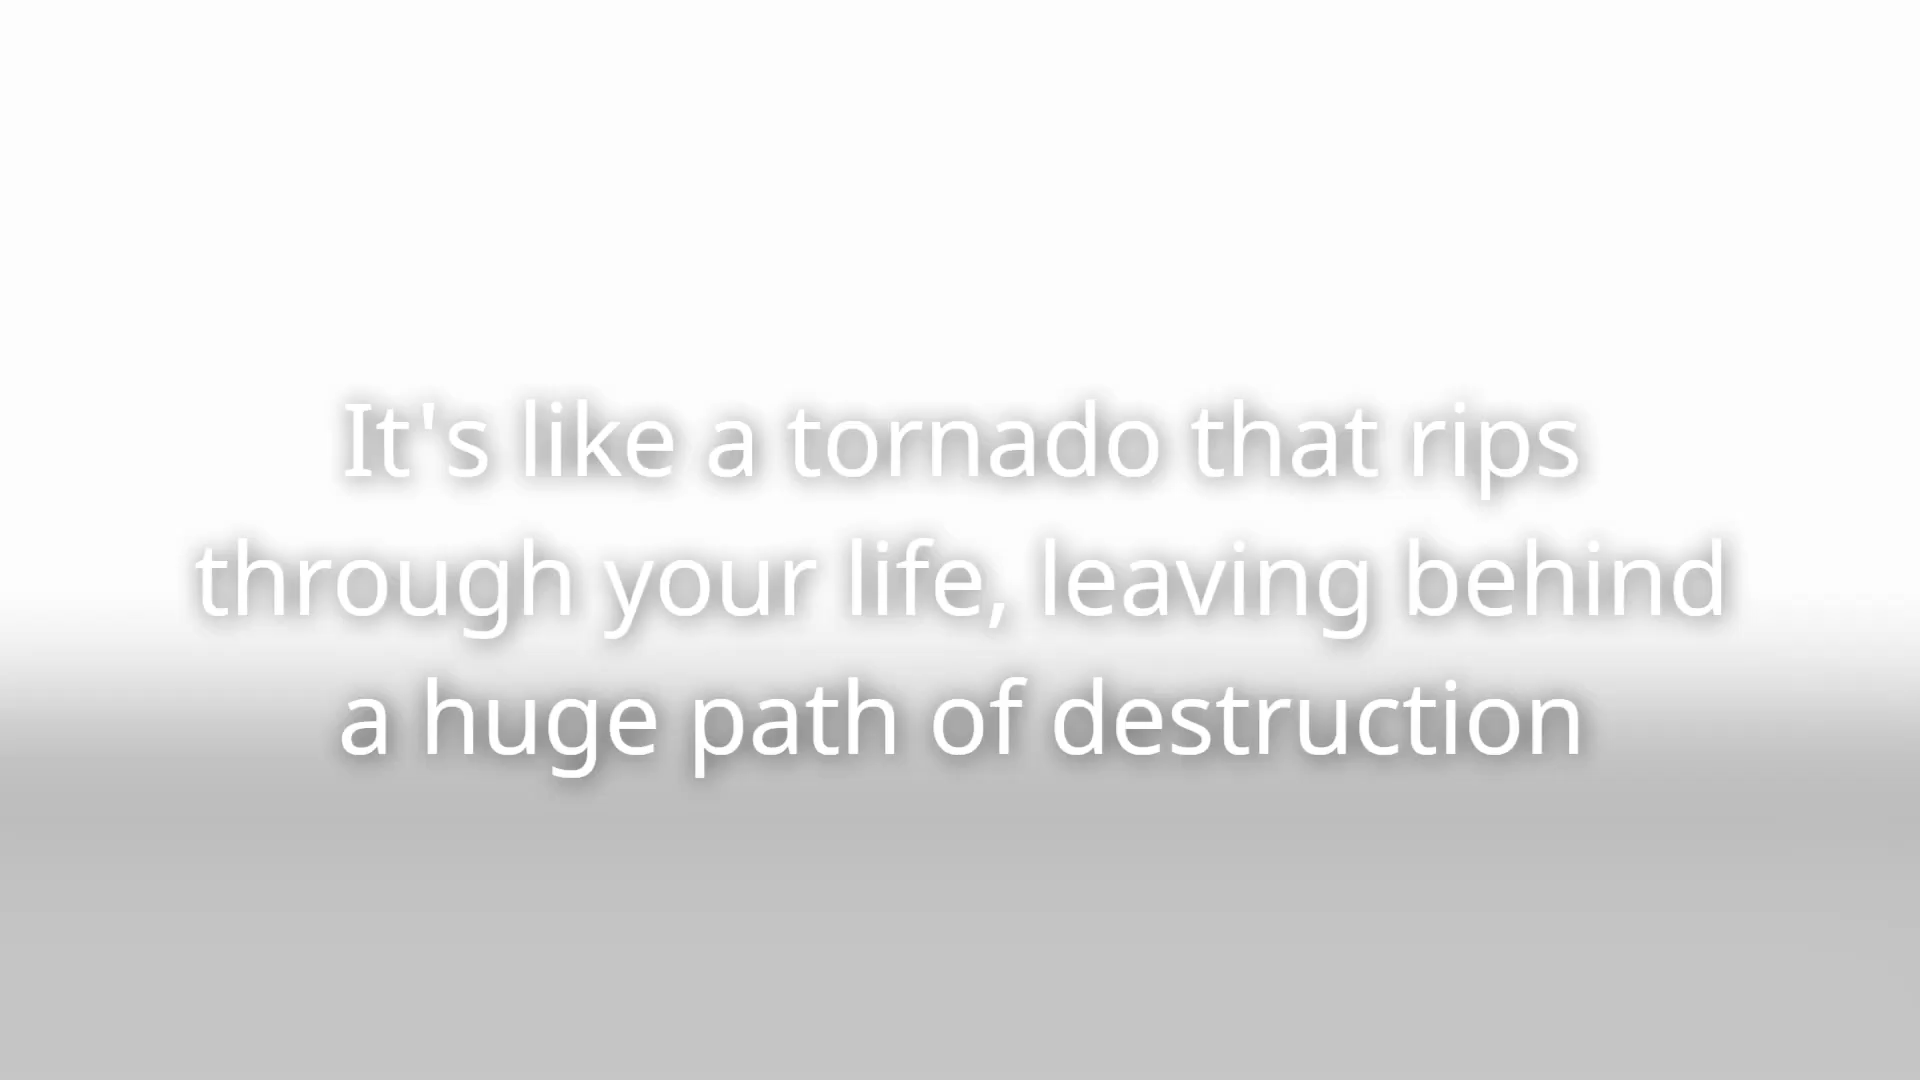 It's like a tornado that rips
through your life, leaving behind
a huge path of destruction